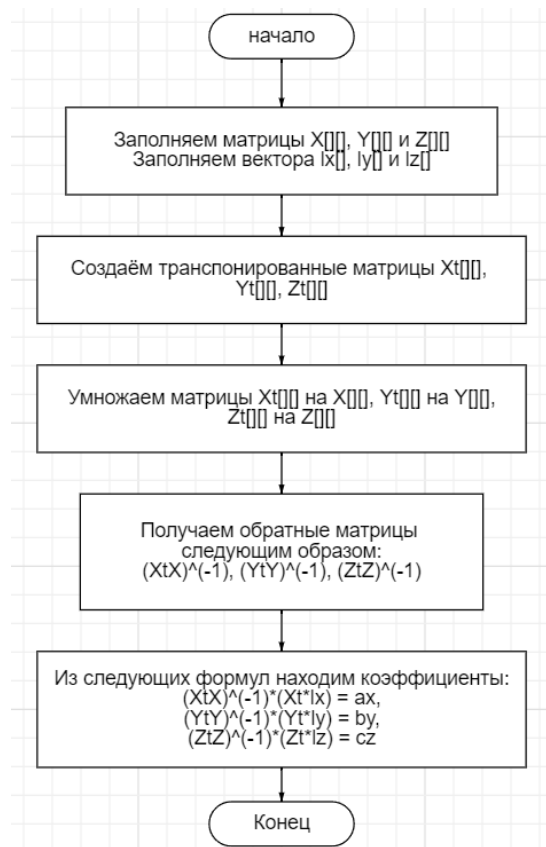 начало
Заполняем матрицы X[][], Y[][] и Z[][]
Заполняем вектора lx[], ly[] и lz[]
Создаём транспонированные матрицы Xt[][],
Yt[][], Zt[][]
Умножаем матрицы Xt[][] на X[][], Yt[][] на Y[][],
Zt[][] на Z[][]
Получаем обратные матрицы
следующим образом:
(XtX)^(-1), (YtY)^(-1), (ZtZ)^(-1)
Из следующих формул находим коэффициенты:
(XtX)^(-1)*(Xt*lx) = ax,
(YtY)^(-1)*(Yt*ly) = by,
(ZtZ)^(-1)*(Zt*lz) = cz
Конец